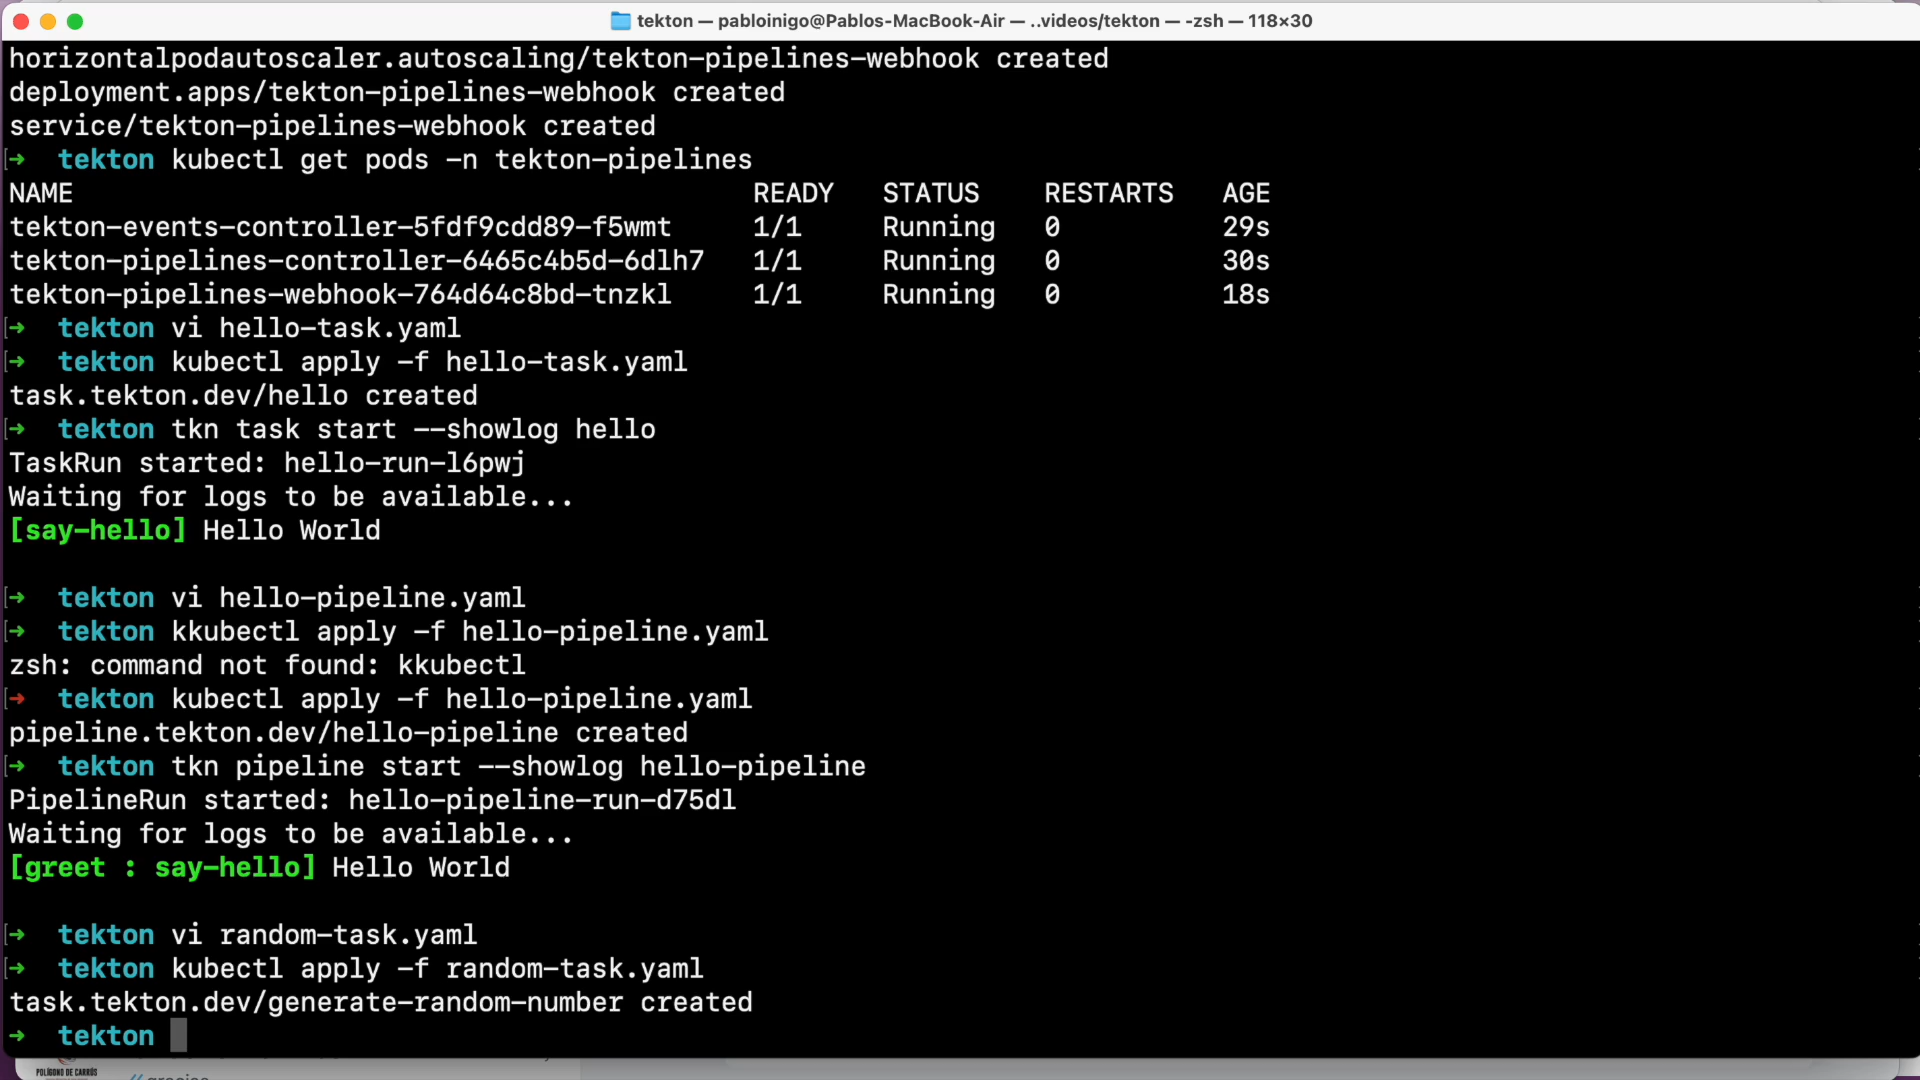 tekton — pabloinigo@Pablos-MacBook-Air — ..videos/tekton — -zsh — 118×30
horizontalpodautoscaler.autoscaling/tekton-pipelines-webhook created
deployment.apps/tekton-pipelines-webhook created
service/tekton-pipelines-webhook created
→  tekton kubectl get pods -n tekton-pipelines
NAME                                           READY   STATUS    RESTARTS   AGE
tekton-events-controller-5fdf9cdd89-f5wmt     1/1     Running   0          29s
tekton-pipelines-controller-6465c4b5d-6dlh7   1/1     Running   0          30s
tekton-pipelines-webhook-764d64c8bd-tnzkl     1/1     Running   0          18s
→  tekton vi hello-task.yaml
→  tekton kubectl apply -f hello-task.yaml
task.tekton.dev/hello created
→  tekton tkn task start --showlog hello
TaskRun started: hello-run-l6pwj
Waiting for logs to be available...
[say-hello] Hello World
→  tekton vi hello-pipeline.yaml
→  tekton kkubectl apply -f hello-pipeline.yaml
zsh: command not found: kkubectl
→  tekton kubectl apply -f hello-pipeline.yaml
pipeline.tekton.dev/hello-pipeline created
→  tekton tkn pipeline start --showlog hello-pipeline
PipelineRun started: hello-pipeline-run-d75dl
Waiting for logs to be available...
[greet : say-hello] Hello World
→  tekton vi random-task.yaml
→  tekton kubectl apply -f random-task.yaml
task.tekton.dev/generate-random-number created
→  tekton
POLÍGONO DE CARRÚS